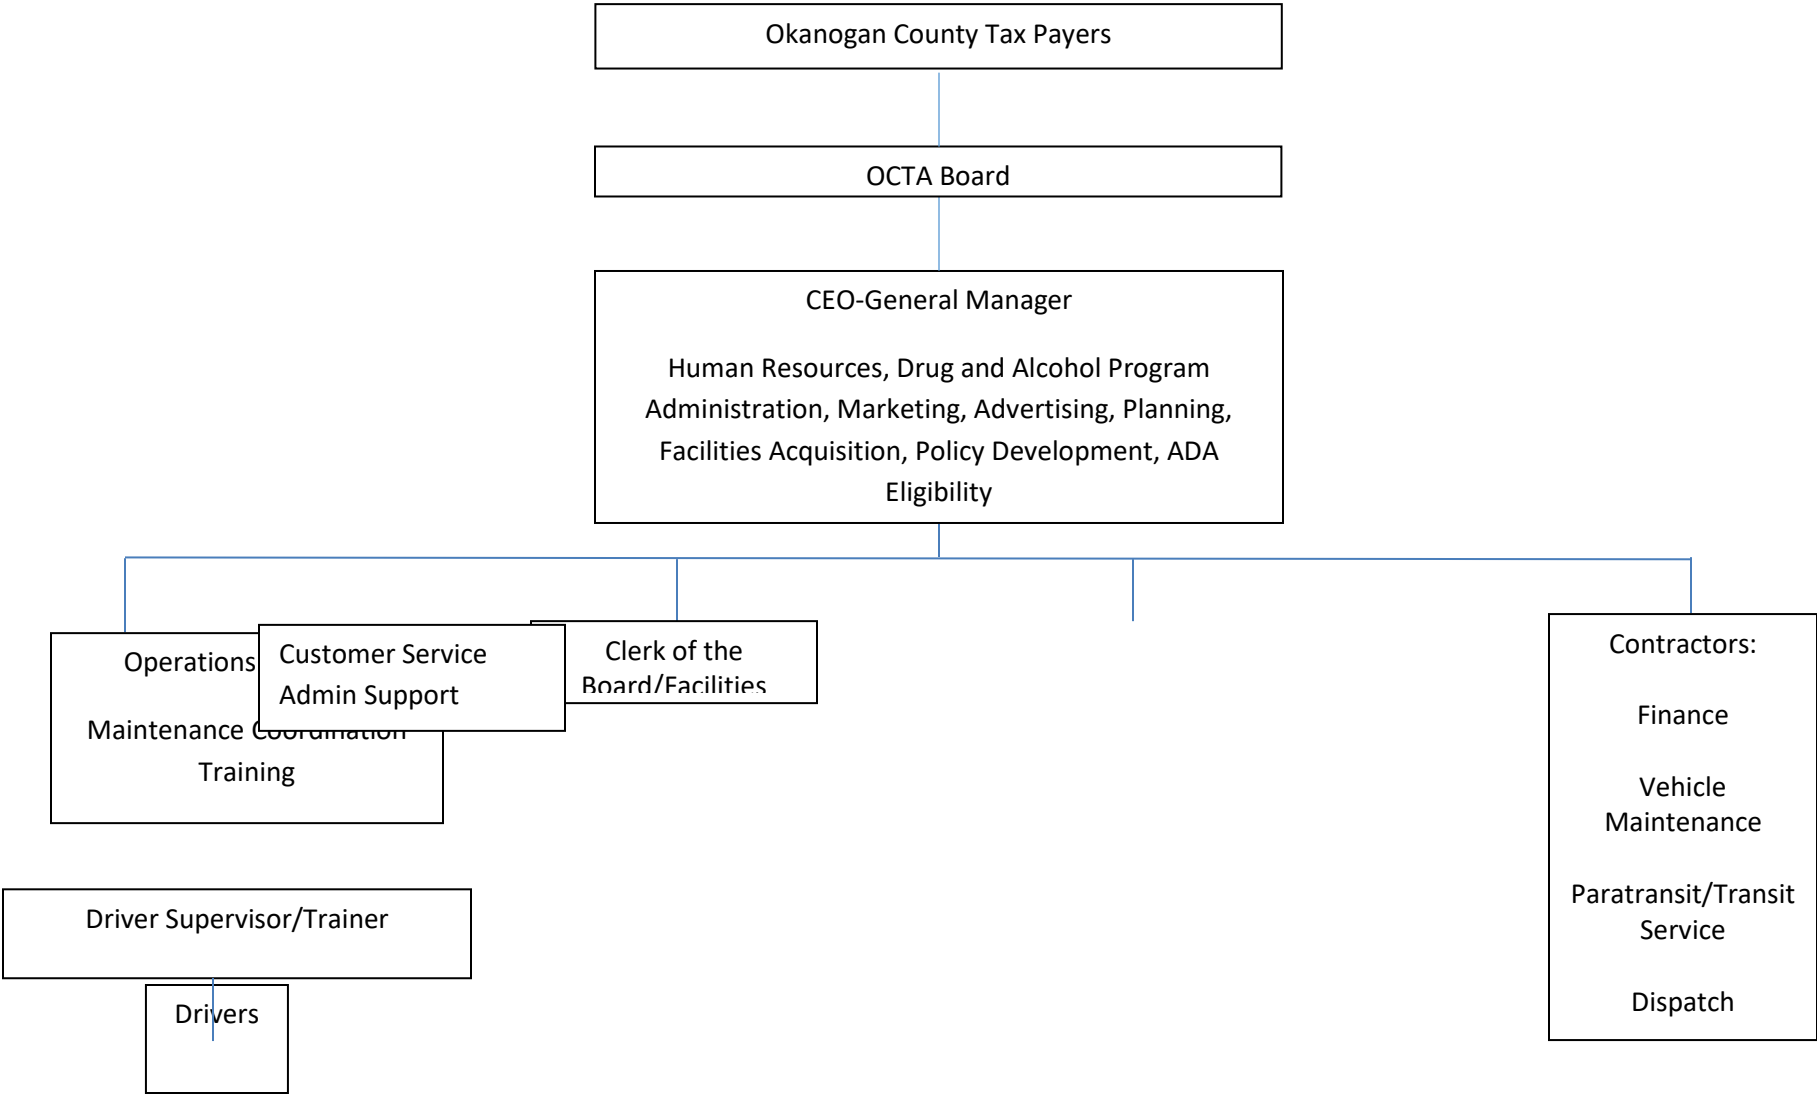 Okanogan County Tax Payers
OCTA Board
CEO-General Manager
Human Resources, Drug and Alcohol Program
Administration, Marketing, Advertising, Planning,
Facilities Acquisition, Policy Development, ADA
Eligibility
Operations
Maintenance Coordination
Training
Customer Service
Admin Support
Clerk of the
Board/Facilities
Contractors:
Finance
Vehicle
Maintenance
Paratransit/Transit
Service
Dispatch
Driver Supervisor/Trainer
Drivers